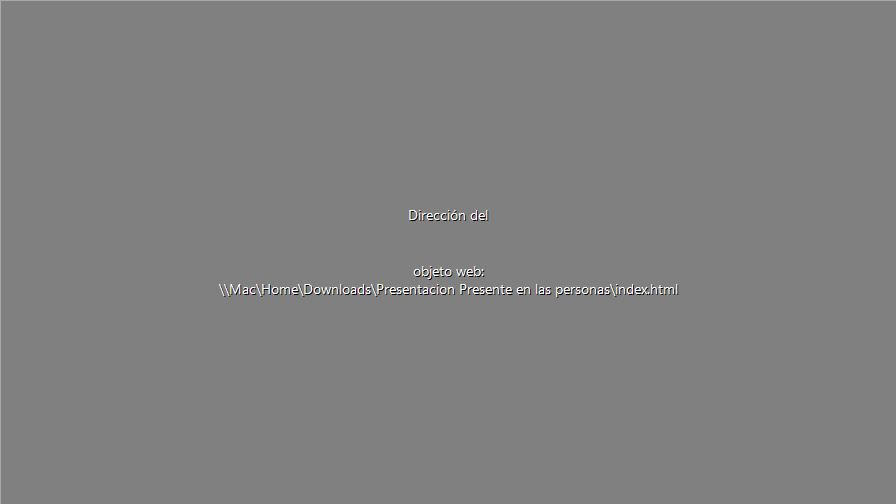 Dirección del
objeto web:
\\Mac\Home\Downloads\Presentacion Presente en las personas\index.html